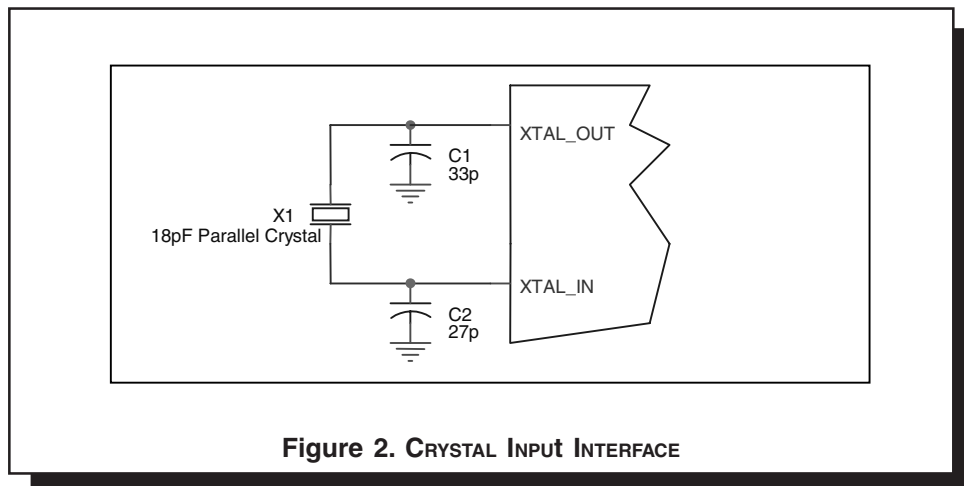 XTAL_OUT
C1
33p
X1
18pF Parallel Crystal
XTAL_IN
C2
27p
Figure 2. CRYSTAL INPUt INTERFACE